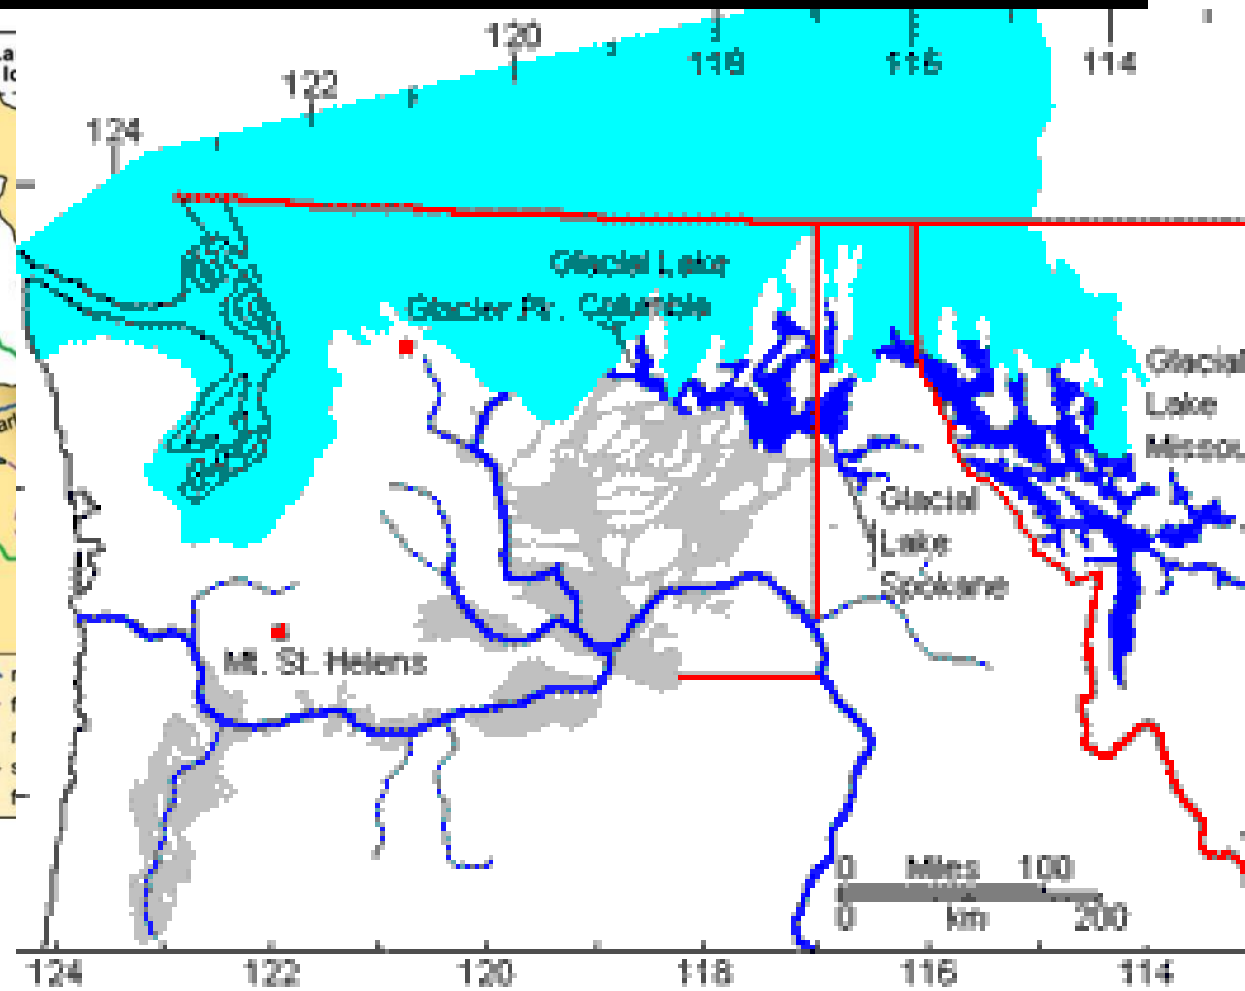 120
118
116
114
122
124
Glacial Lake
Columbia
Glacier Pk.
Glacial
Lake
Glacial
Lake
Spokane
Mt. St. Helens
0 Miles 100
0 km 200
124 122 120 118 116 114